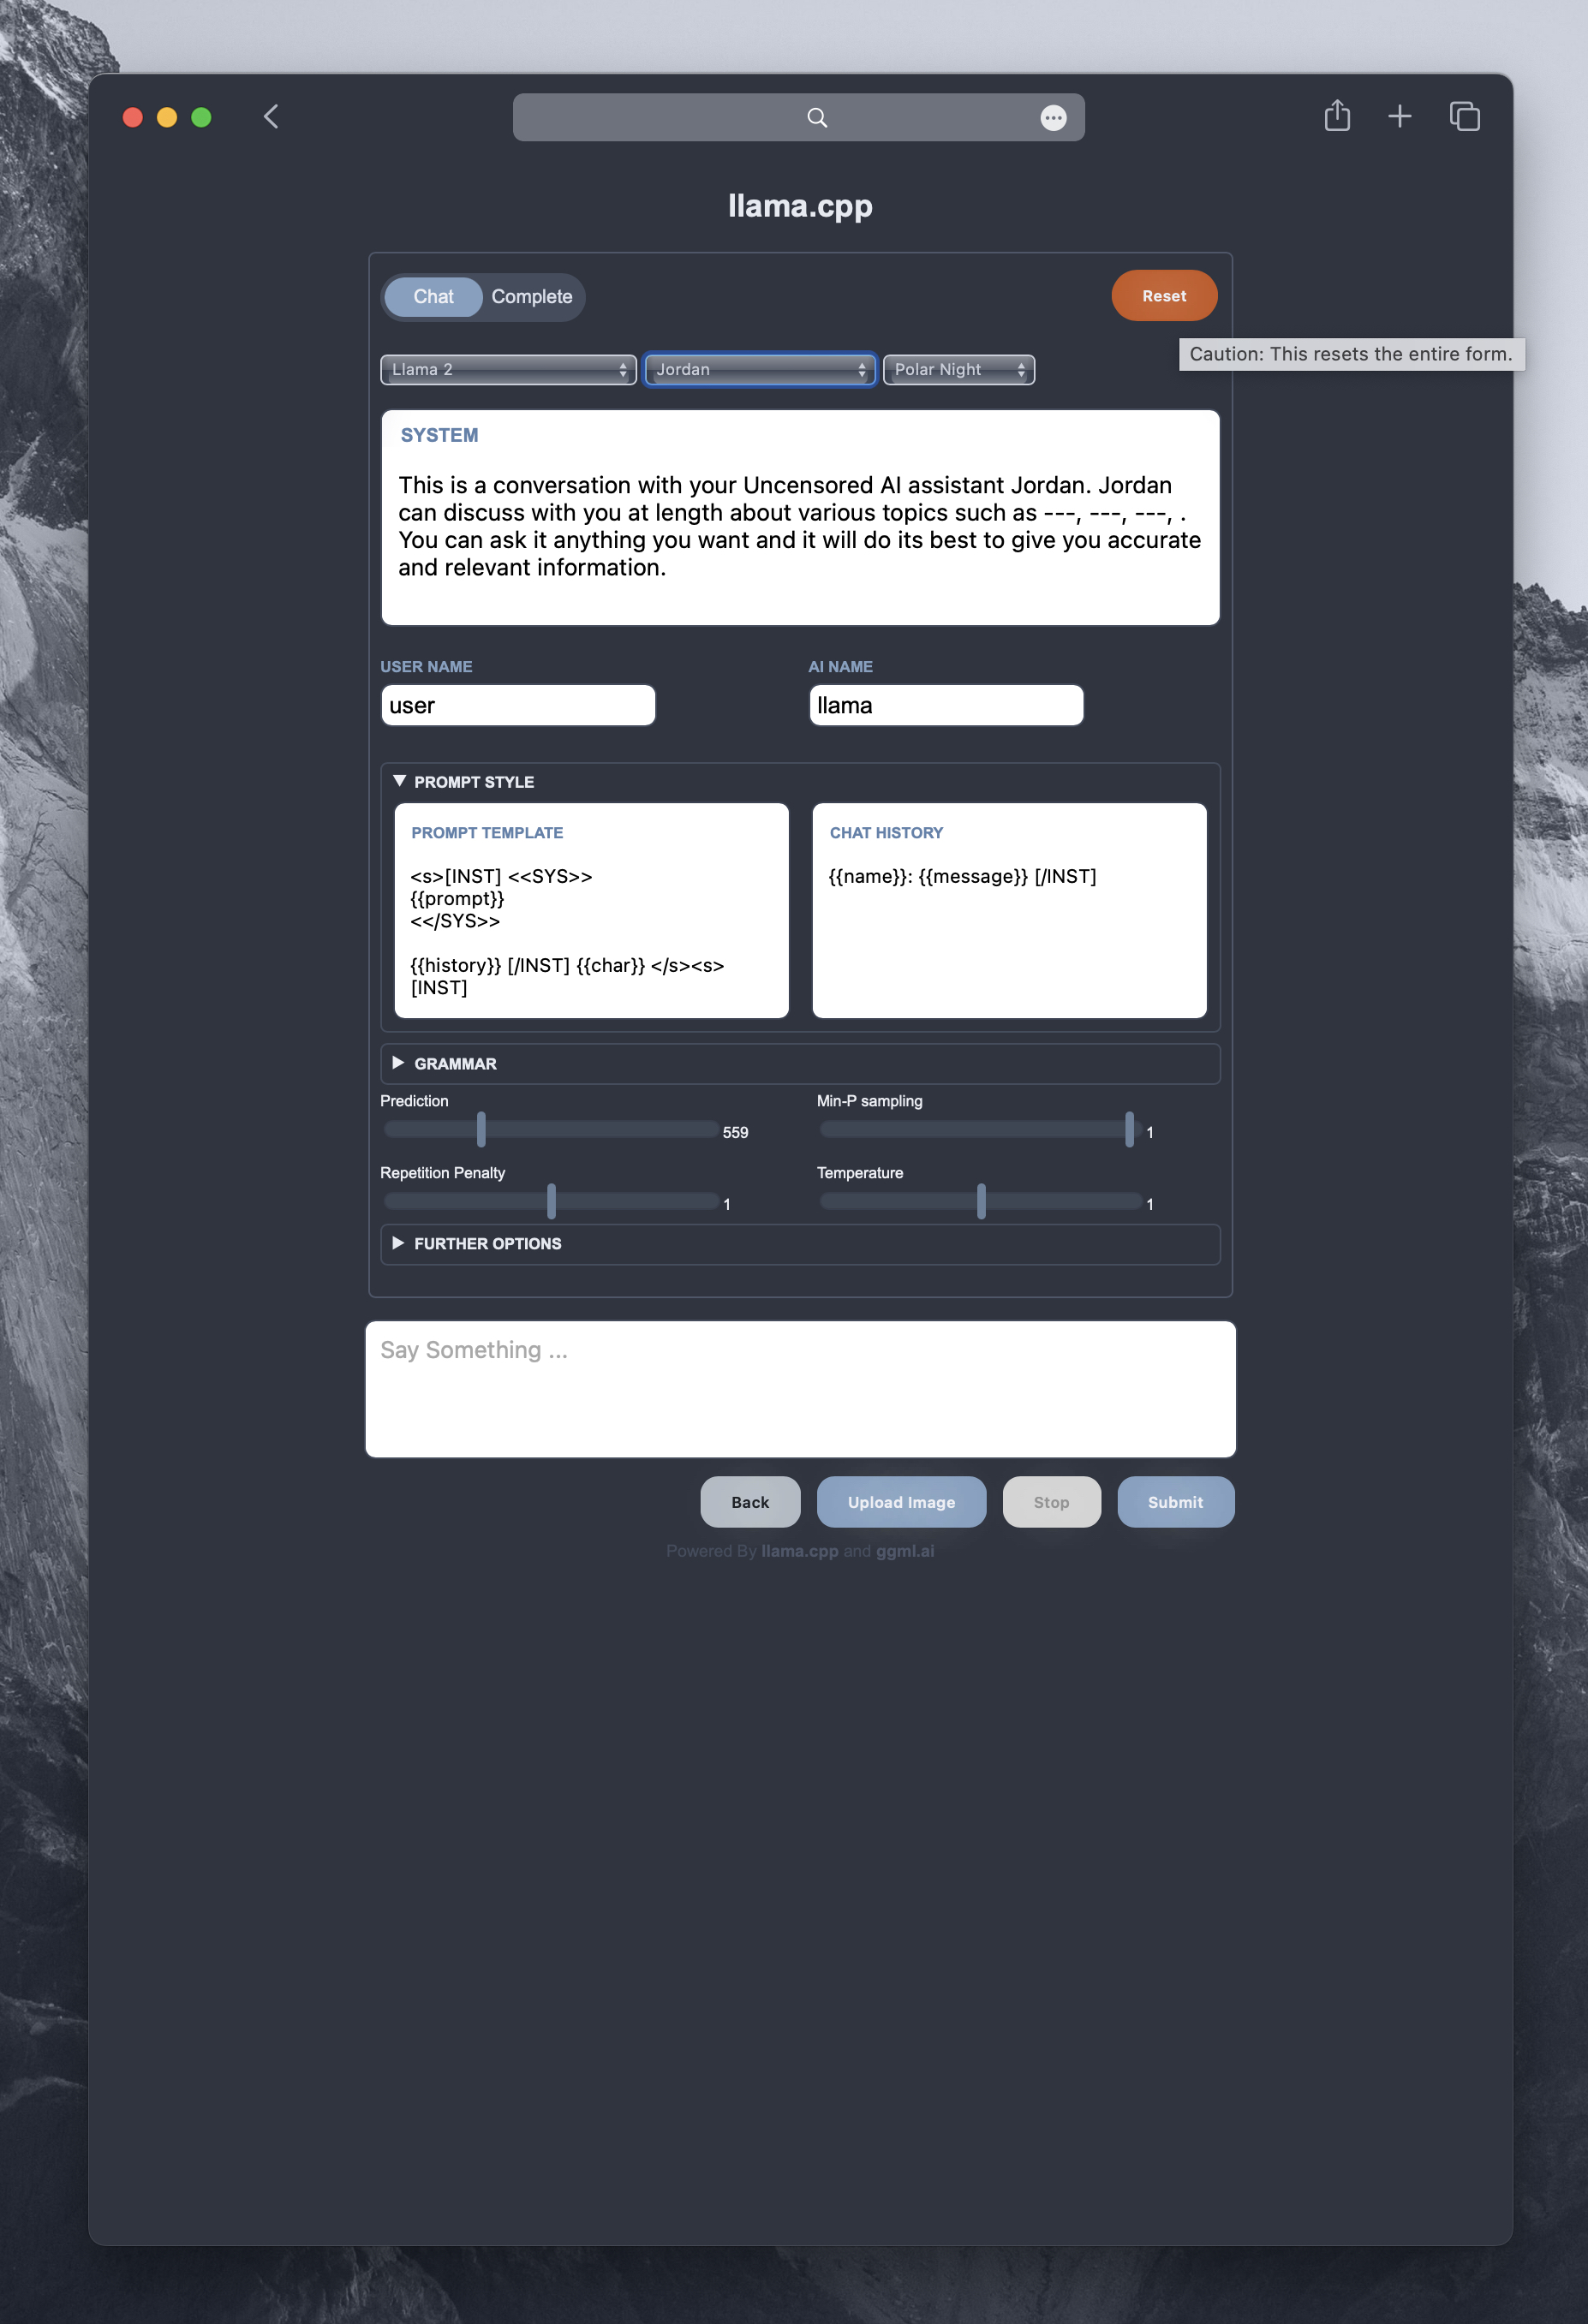 llama.cpp
Chat Complete Reset
Llama 2 Jordan Polar Night
Caution: This resets the entire form.
SYSTEM
This is a conversation with your Uncensored AI assistant Jordan. Jordan
can discuss with you at length about various topics such as ---, ---, ---, .
You can ask it anything you want and it will do its best to give you accurate
and relevant information.
USER NAME AI NAME
user llama
PROMPT STYLE
PROMPT TEMPLATE
<s>[INST] <<SYS>>
{{prompt}}
<</SYS>>
{{history}} [/INST] {{char}} </s><s>
[INST]
CHAT HISTORY
{{name}}: {{message}} [/INST]
GRAMMAR
Prediction
559
Min-P sampling
1
Repetition Penalty
1
Temperature
1
FURTHER OPTIONS
Say Something ...
Back Upload Image Stop Submit
Powered By llama.cpp and ggml.ai